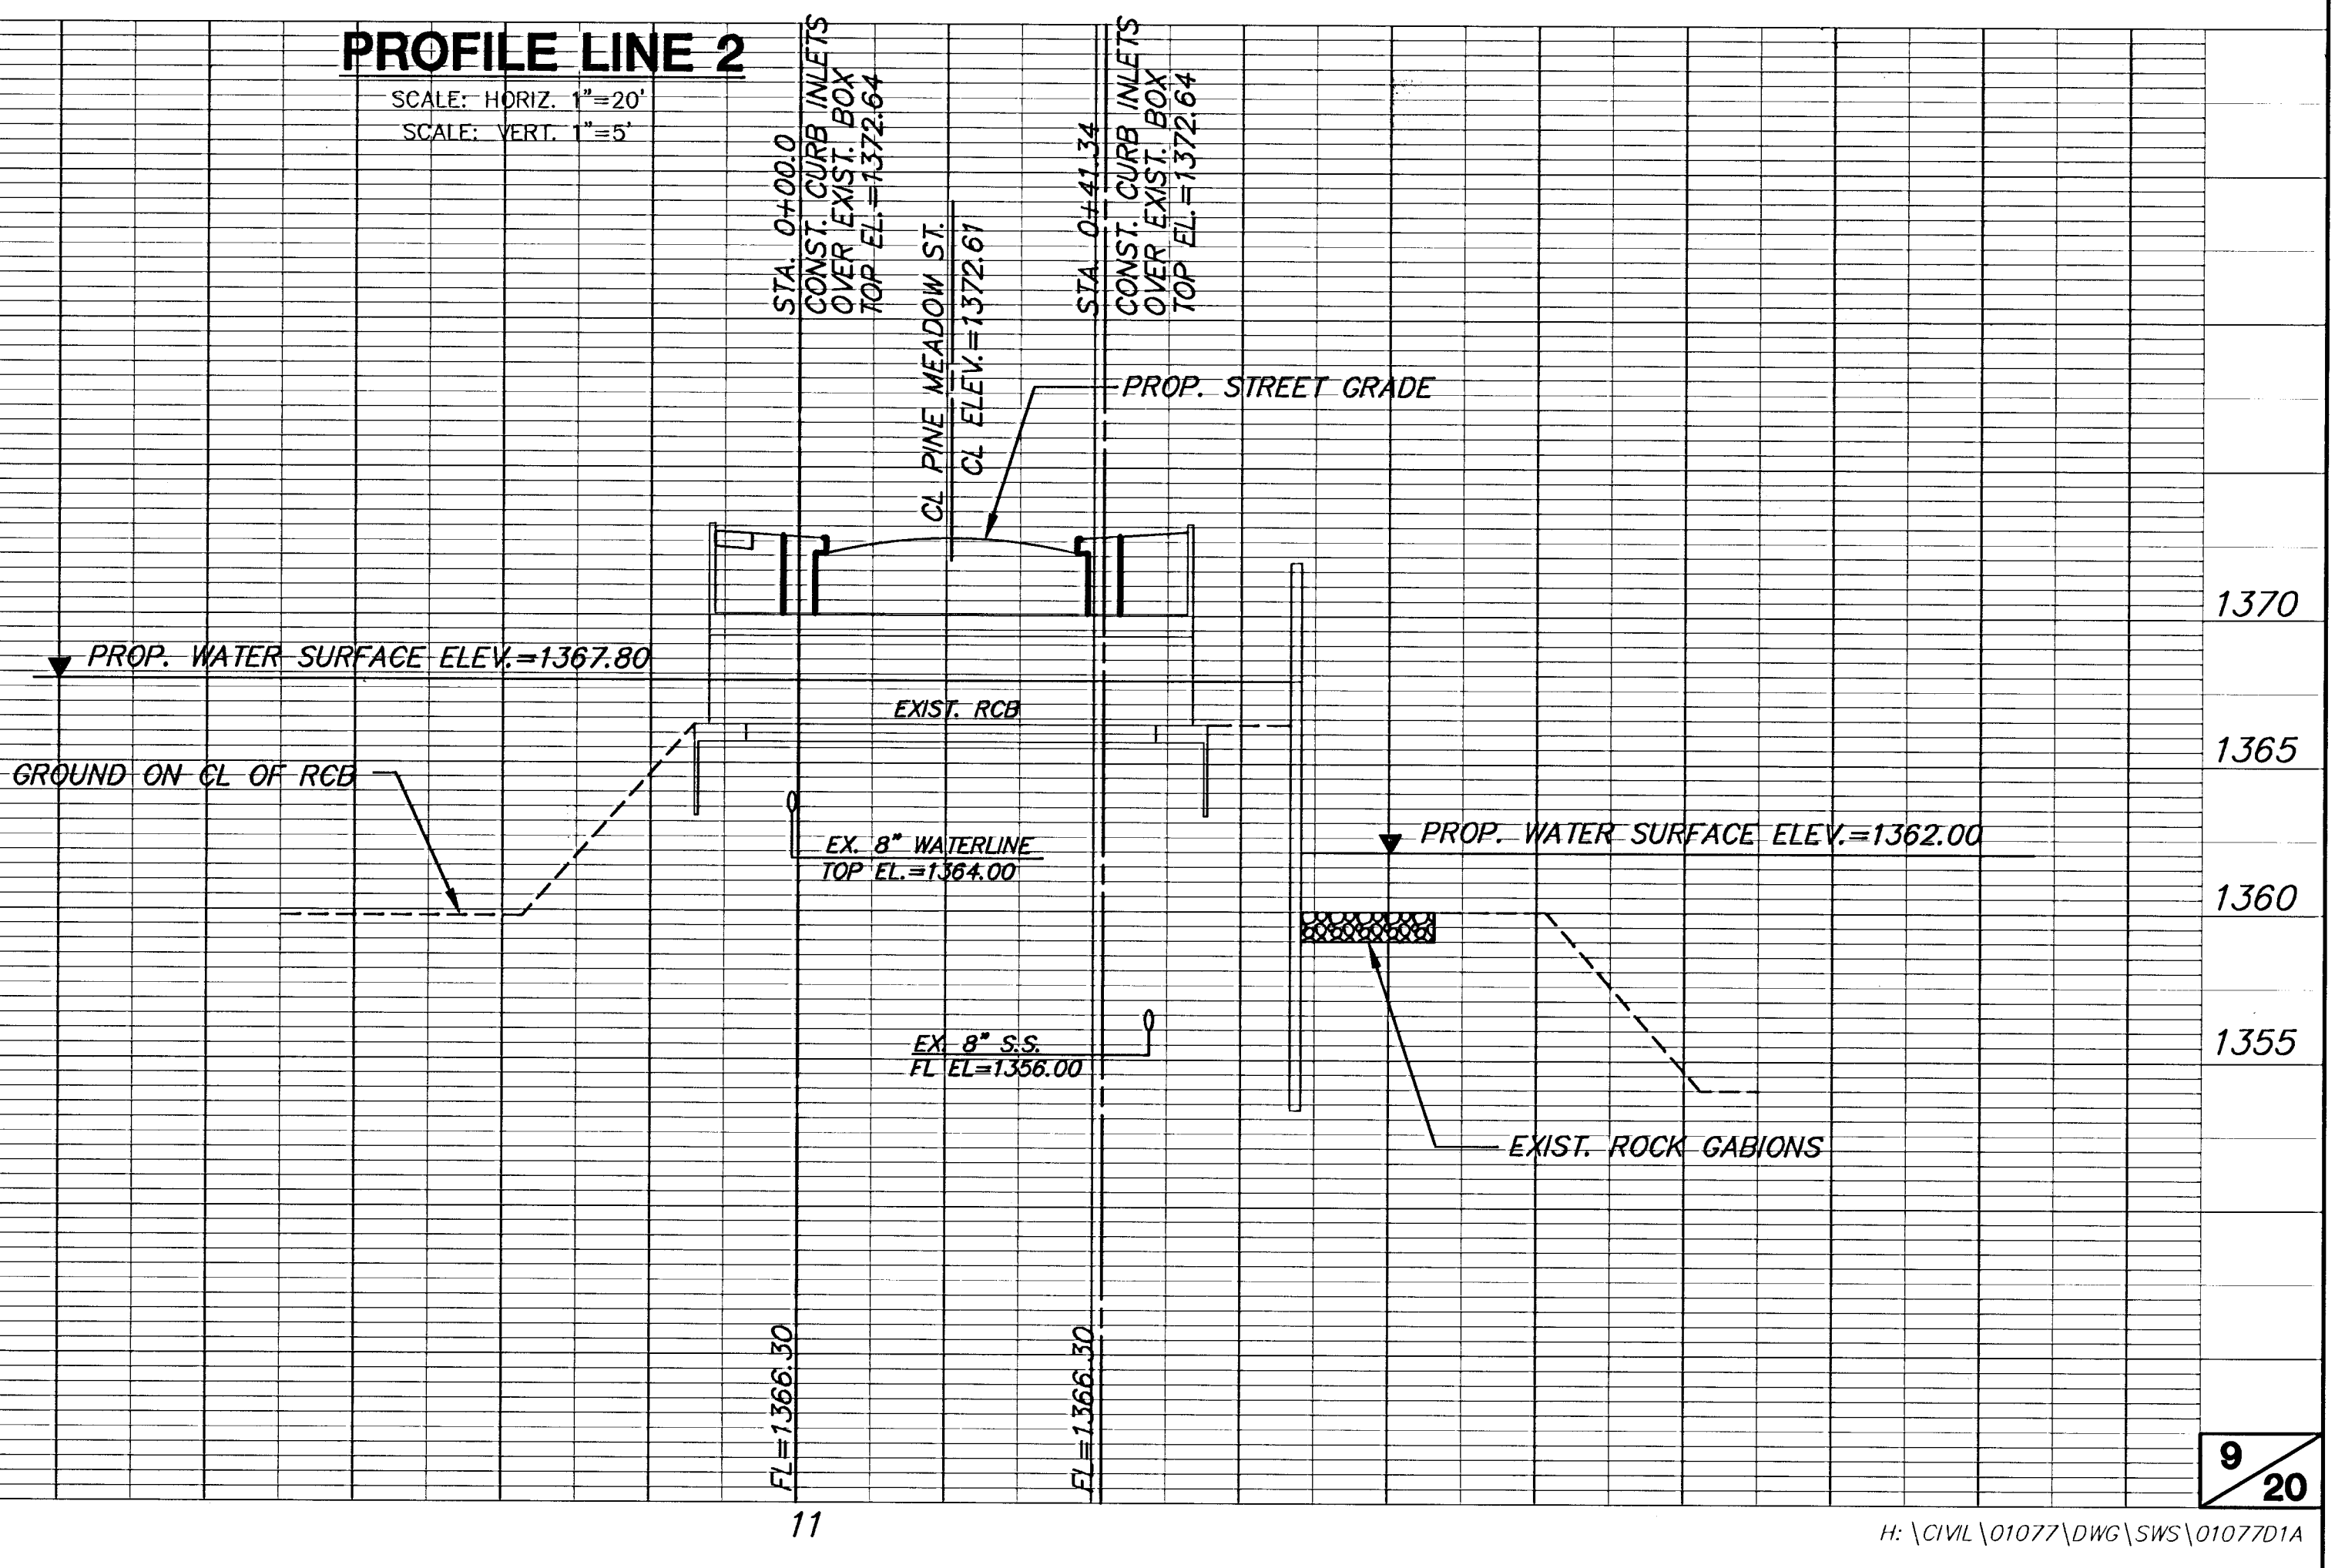 PROFILE LINE 2
SCALE: HORIZ. 1"=20'
SCALE: VERT. 1"=5'
STA. 0+00.0
CONST. CURB INLETS
OVER EXIST. BOX
TOP EL.=1372.64
CL PINE MEADOW ST.
CL ELEV.=1372.61
STA. 0+41.34
CONST. CURB INLETS
OVER EXIST. BOX
TOP EL.=1372.64
PROP. STREET GRADE
1370
PROP. WATER SURFACE ELEV.=1367.80
EXIST. RCB
1365
GROUND ON CL OF RCB
EX. 8" WATERLINE
TOP EL.=1364.00
PROP. WATER SURFACE ELEV.=1362.00
1360
EX. 8" S.S.
FL EL=1356.00
1355
EXIST. ROCK GABIONS
FL=1366.30
FL=1366.30
9
20
11
H:\CIVIL\01077\DWG\SWS\01077D1A